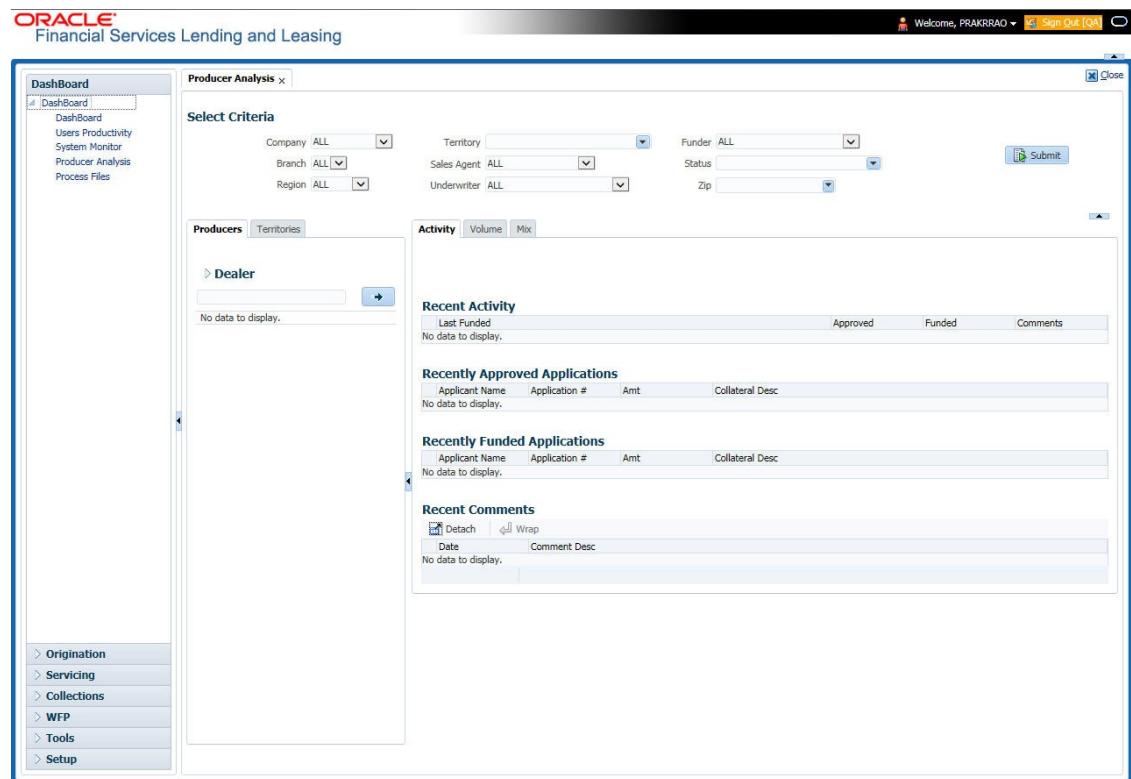 ORACLE
Financial Services Lending and Leasing
Welcome, PRAKRRAO
Sign Out [QA]
DashBoard
DashBoard
DashBoard
Users Productivity
System Monitor
Producer Analysis
Process Files
Origination
Servicing
Collections
WFP
Tools
Setup
Producer Analysis x
Close
Select Criteria
Company ALL
Territory
Funder ALL
Branch ALL
Sales Agent ALL
Status
Region ALL
Underwriter ALL
Zip
Submit
Producers Territories
Dealer
No data to display.
Activity Volume Mix
Recent Activity
Last Funded Approved Funded Comments
No data to display.
Recently Approved Applications
Applicant Name Application # Amt Collateral Desc
No data to display.
Recently Funded Applications
Applicant Name Application # Amt Collateral Desc
No data to display.
Recent Comments
Detach Wrap
Date Comment Desc
No data to display.